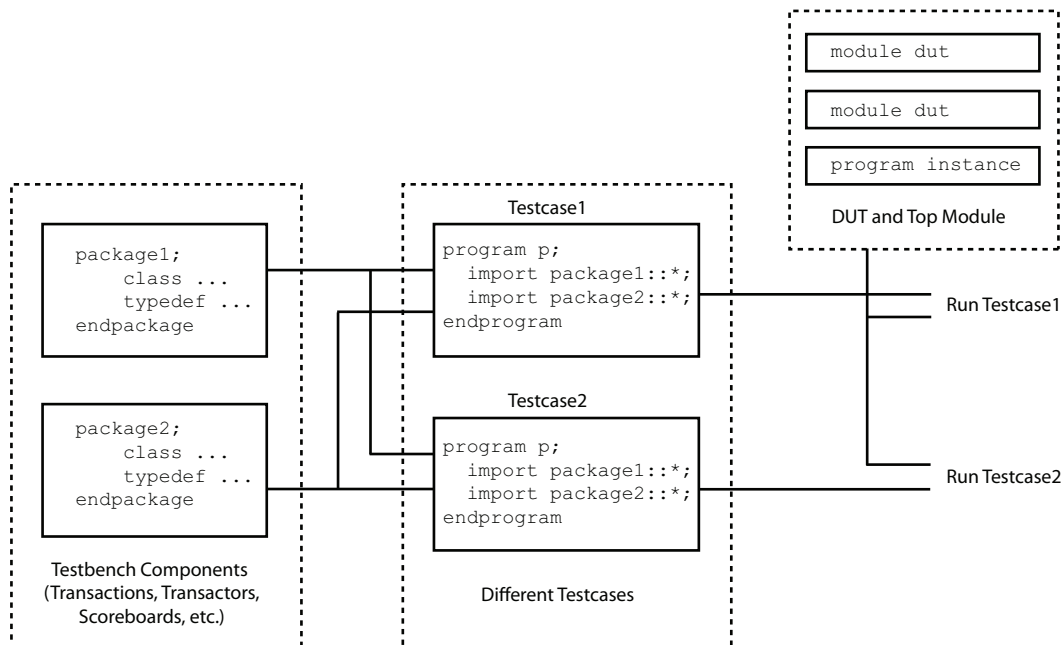 module dut
module dut
program instance
DUT and Top Module
package1;
class ...
typedef ...
endpackage
package2;
class ...
typedef ...
endpackage
Testbench Components
(Transactions, Transactors,
Scoreboards, etc.)
Testcase1
program p;
import package1::*;
import package2::*;
endprogram
Testcase2
program p;
import package1::*;
import package2::*;
endprogram
Different Testcases
Run Testcase1
Run Testcase2